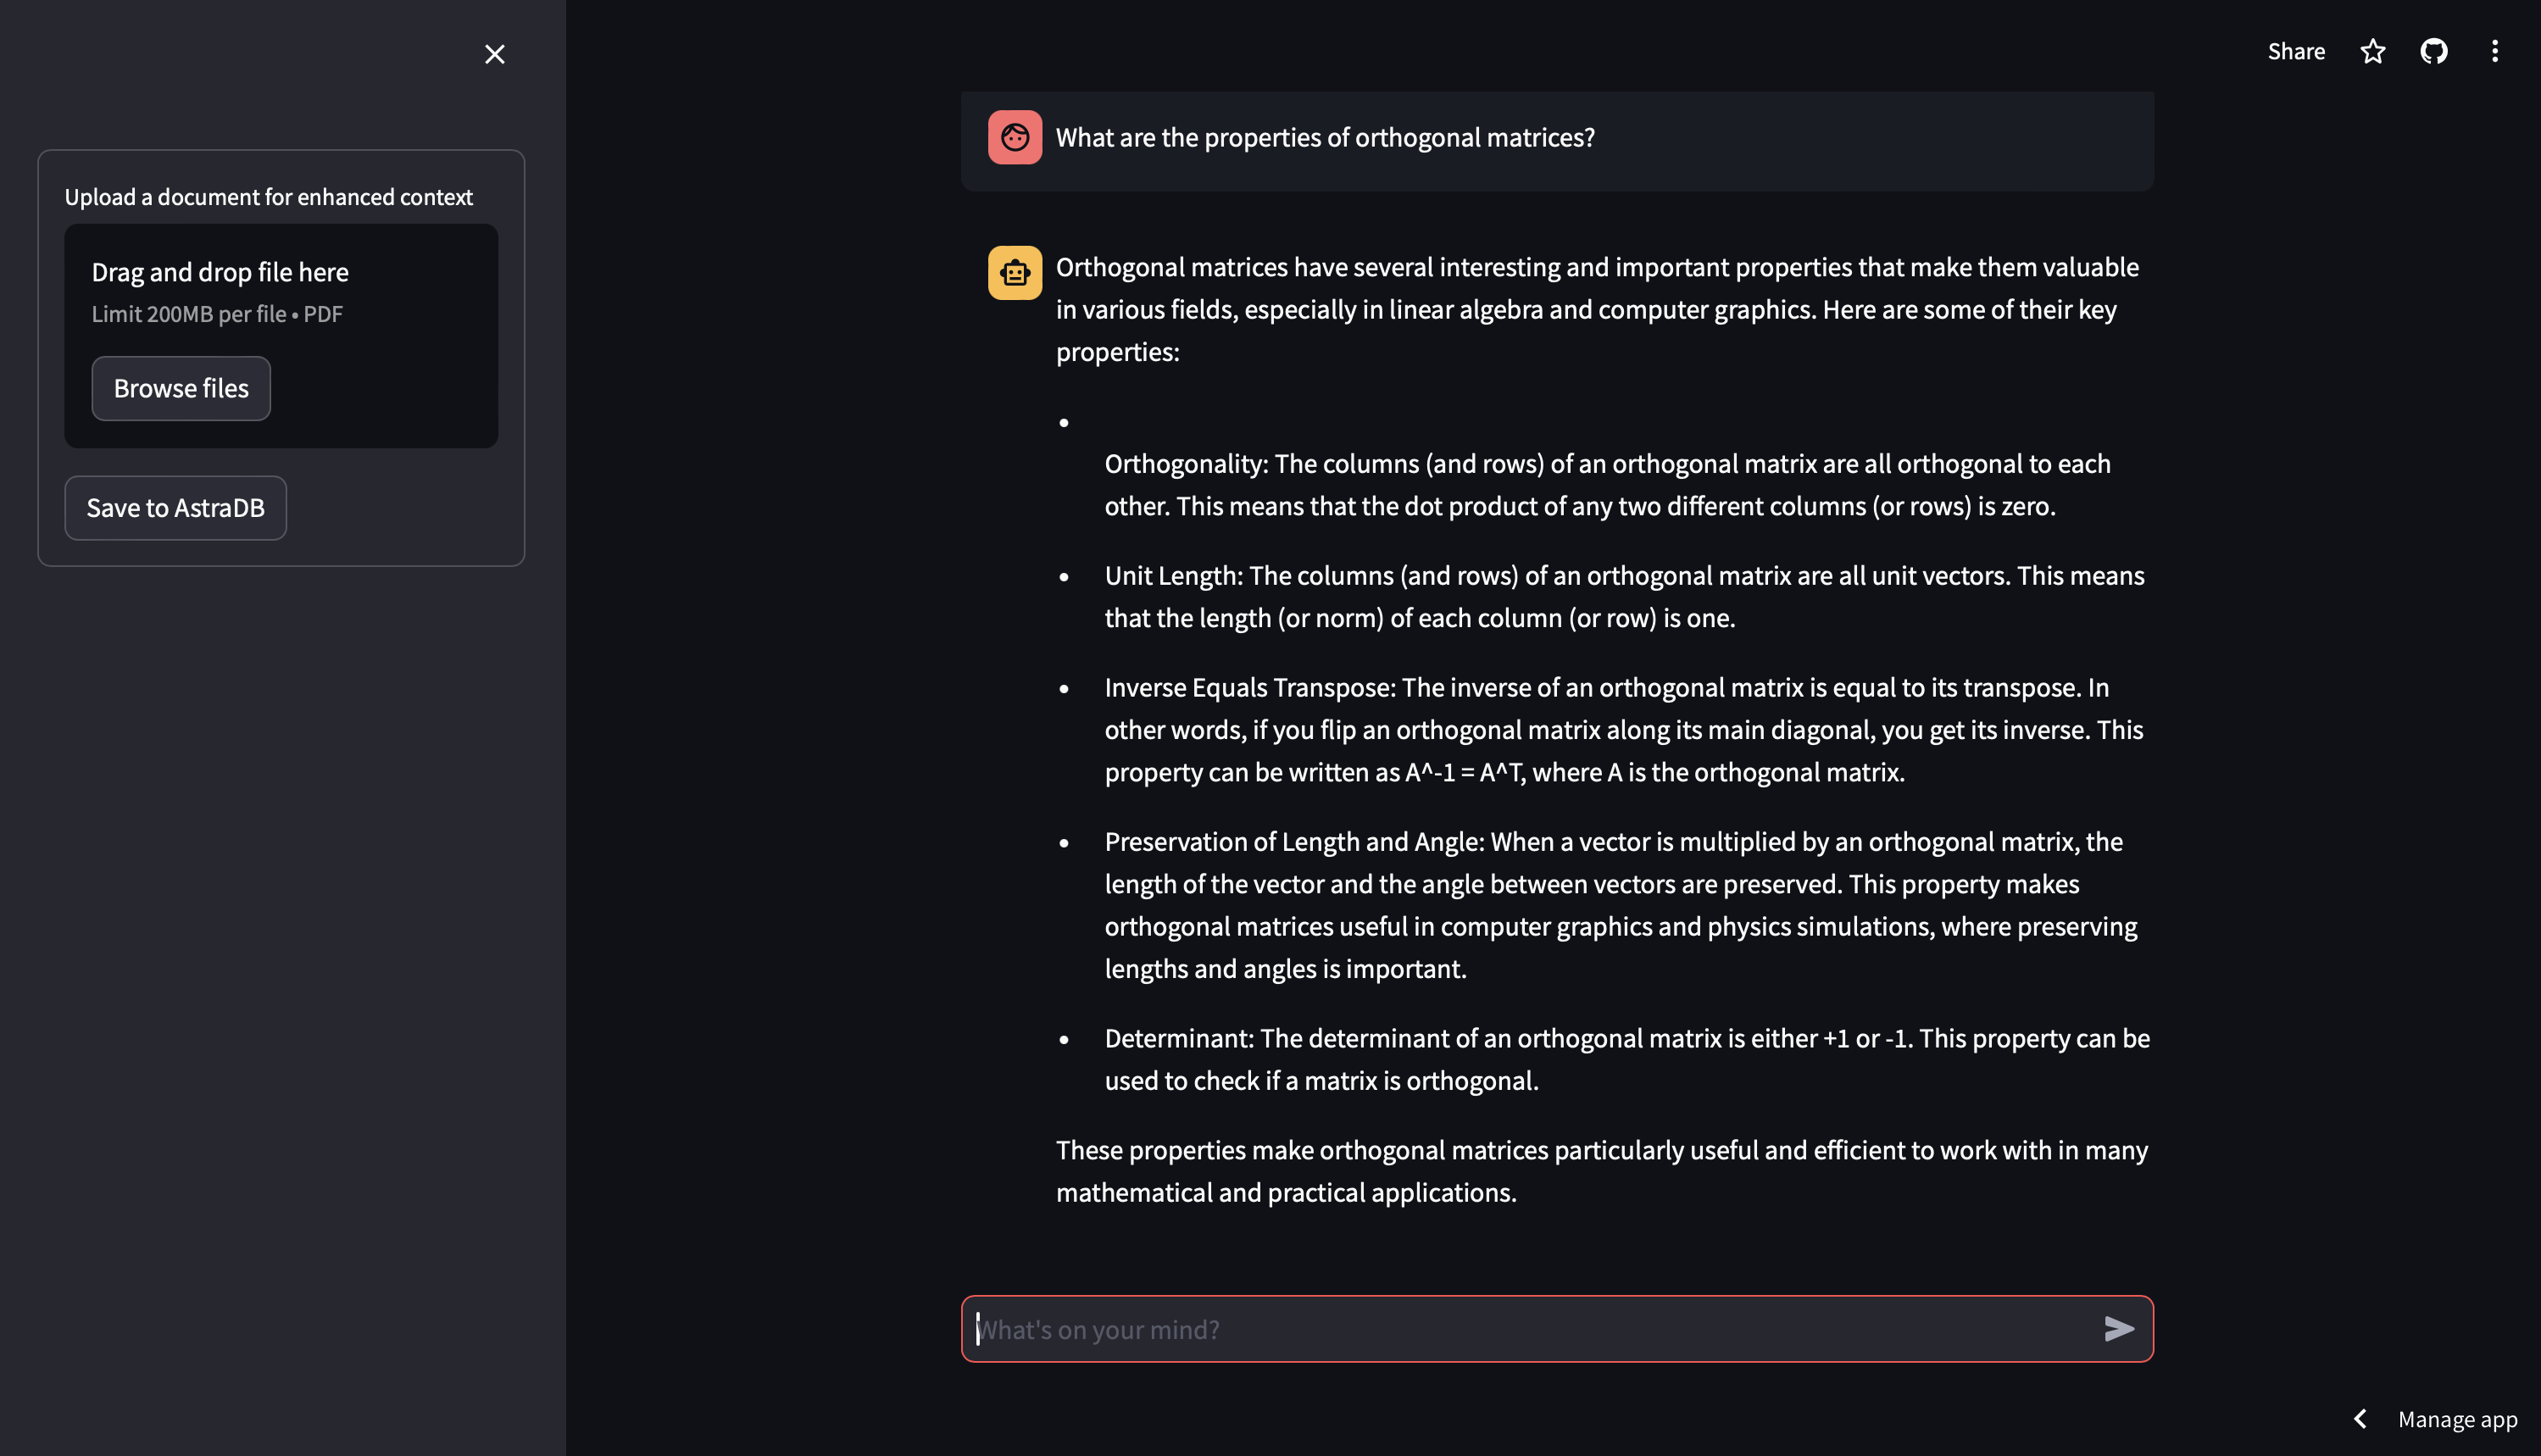 Share
Upload a document for enhanced context
Drag and drop file here
Limit 200MB per file • PDF
Browse files
Save to AstraDB
What are the properties of orthogonal matrices?
Orthogonal matrices have several interesting and important properties that make them valuable
in various fields, especially in linear algebra and computer graphics. Here are some of their key
properties:
•
Orthogonality: The columns (and rows) of an orthogonal matrix are all orthogonal to each
other. This means that the dot product of any two different columns (or rows) is zero.
• Unit Length: The columns (and rows) of an orthogonal matrix are all unit vectors. This means
that the length (or norm) of each column (or row) is one.
• Inverse Equals Transpose: The inverse of an orthogonal matrix is equal to its transpose. In
other words, if you flip an orthogonal matrix along its main diagonal, you get its inverse. This
property can be written as A^-1 = A^T, where A is the orthogonal matrix.
• Preservation of Length and Angle: When a vector is multiplied by an orthogonal matrix, the
length of the vector and the angle between vectors are preserved. This property makes
orthogonal matrices useful in computer graphics and physics simulations, where preserving
lengths and angles is important.
• Determinant: The determinant of an orthogonal matrix is either +1 or -1. This property can be
used to check if a matrix is orthogonal.
These properties make orthogonal matrices particularly useful and efficient to work with in many
mathematical and practical applications.
What's on your mind?
Manage app